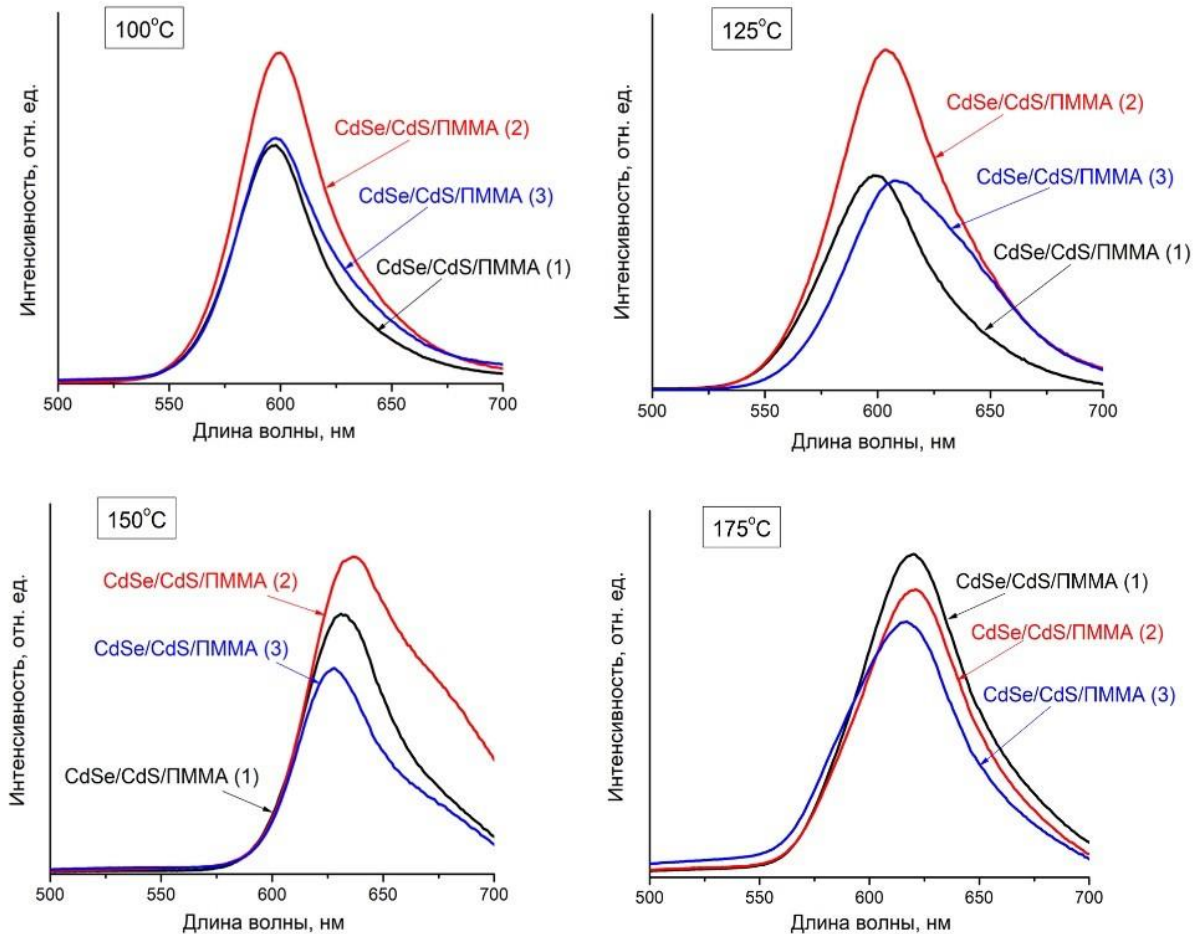 100°C
Интенсивность, отн. ед.
CdSe/CdS/ПММА (2)
CdSe/CdS/ПММА (3)
CdSe/CdS/ПММА (1)
500 550 600 650 700
Длина волны, нм
125°C
Интенсивность, отн. ед.
CdSe/CdS/ПММА (2)
CdSe/CdS/ПММА (3)
CdSe/CdS/ПММА (1)
500 550 600 650 700
Длина волны, нм
150°C
Интенсивность, отн. ед.
CdSe/CdS/ПММА (2)
CdSe/CdS/ПММА (3)
CdSe/CdS/ПММА (1)
500 550 600 650 700
Длина волны, нм
175°C
Интенсивность, отн. ед.
CdSe/CdS/ПММА (1)
CdSe/CdS/ПММА (2)
CdSe/CdS/ПММА (3)
500 550 600 650 700
Длина волны, нм